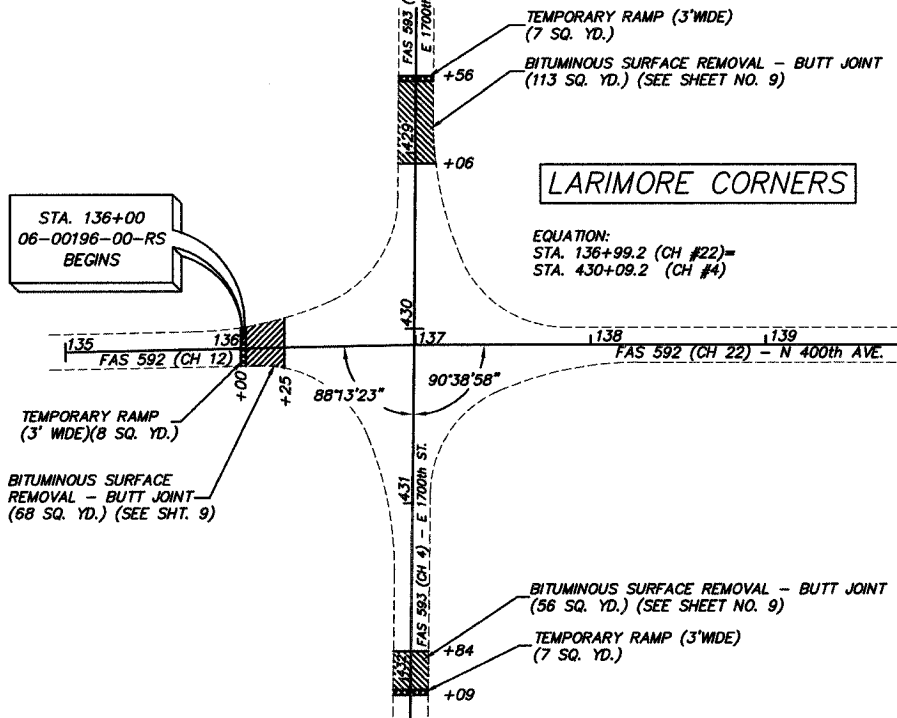 FAS 593 (
E 1700th
TEMPORARY RAMP (3'WIDE)
(7 SQ. YD.)
+56
BITUMINOUS SURFACE REMOVAL - BUTT JOINT
(113 SQ. YD.) (SEE SHEET NO. 9)
429
+06
LARIMORE CORNERS
STA. 136+00
06-00196-00-RS
BEGINS
EQUATION:
STA. 136+99.2 (CH #22)=
STA. 430+09.2 (CH #4)
430
135
136
137
138
139
FAS 592 (CH 12)
FAS 592 (CH 22) - N 400th AVE.
+00
+25
88°13'23"
90°38'58"
TEMPORARY RAMP
(3' WIDE)(8 SQ. YD.)
BITUMINOUS SURFACE
REMOVAL - BUTT JOINT
(68 SQ. YD.) (SEE SHT. 9)
431
FAS 593 (CH 4) - E 1700th ST.
BITUMINOUS SURFACE REMOVAL - BUTT JOINT
(56 SQ. YD.) (SEE SHEET NO. 9)
+84
TEMPORARY RAMP (3'WIDE)
(7 SQ. YD.)
432
+09